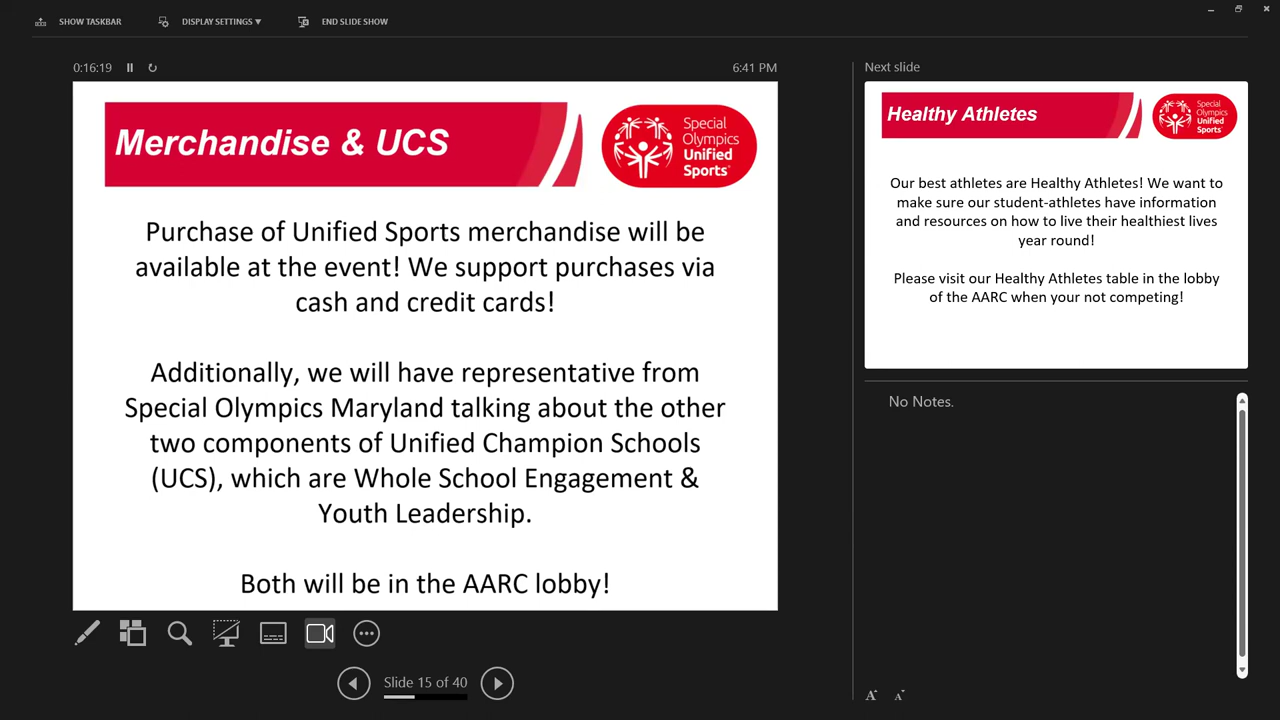 SHOW TASKBAR
DISPLAY SETTINGS ▼
END SLIDE SHOW
0:16:19
6:41 PM
Merchandise & UCS
Special
Olympics
Unified
Sports®
Purchase of Unified Sports merchandise will be
available at the event! We support purchases via
cash and credit cards!
Additionally, we will have representative from
Special Olympics Maryland talking about the other
two components of Unified Champion Schools
(UCS), which are Whole School Engagement &
Youth Leadership.
Both will be in the AARC lobby!
Slide 15 of 40
Next slide
Healthy Athletes
Special
Olympics
Unified
Sports®
Our best athletes are Healthy Athletes! We want to
make sure our student-athletes have information
and resources on how to live their healthiest lives
year round!
Please visit our Healthy Athletes table in the lobby
of the AARC when your not competing!
No Notes.
A A